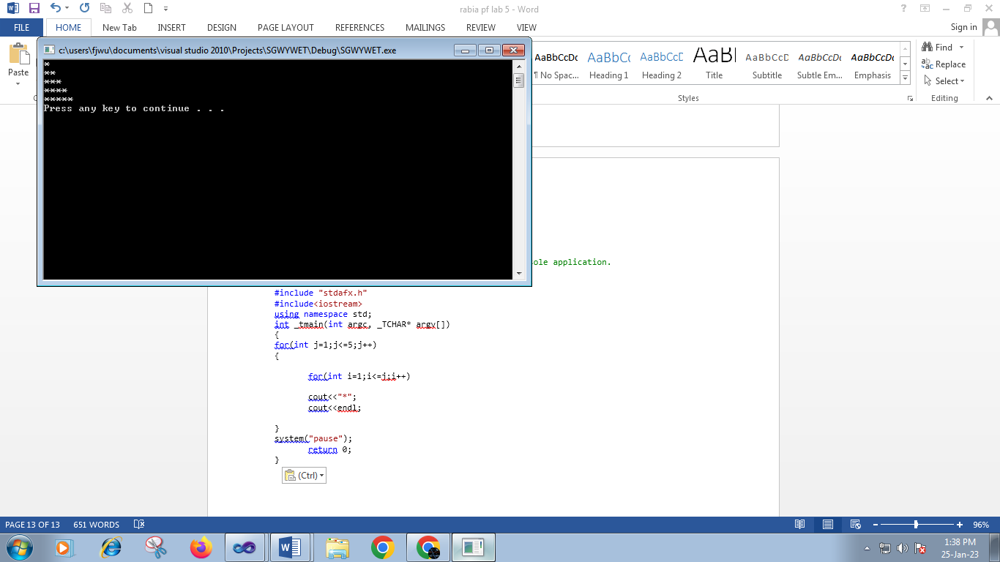 rabia pf lab 5 - Word
FILE
HOME
New Tab
INSERT
DESIGN
PAGE LAYOUT
REFERENCES
MAILINGS
REVIEW
VIEW
Sign in
Paste
c:\users\fjwu\documents\visual studio 2010\Projects\SGWYWET\Debug\SGWYWET.exe
*
**
***
****
*****
Press any key to continue . . .
AaBbCcDc
AaBbCc
AaBbCcD
AaBl
AaBbCcD
AaBbCcDc
AaBbCcDc
¶ No Spac...
Heading 1
Heading 2
Title
Subtitle
Subtle Em...
Emphasis
Styles
Find
Replace
Select
Editing
ole application.
#include "stdafx.h"
#include<iostream>
using namespace std;
int _tmain(int argc, _TCHAR* argv[])
{
for(int j=1;j<=5;j++)
{
for(int i=1;i<=j;i++)
cout<<"*";
cout<<endl;
}
system("pause");
return 0;
}
(Ctrl)
PAGE 13 OF 13
651 WORDS
96%
1:38 PM
25-Jan-23